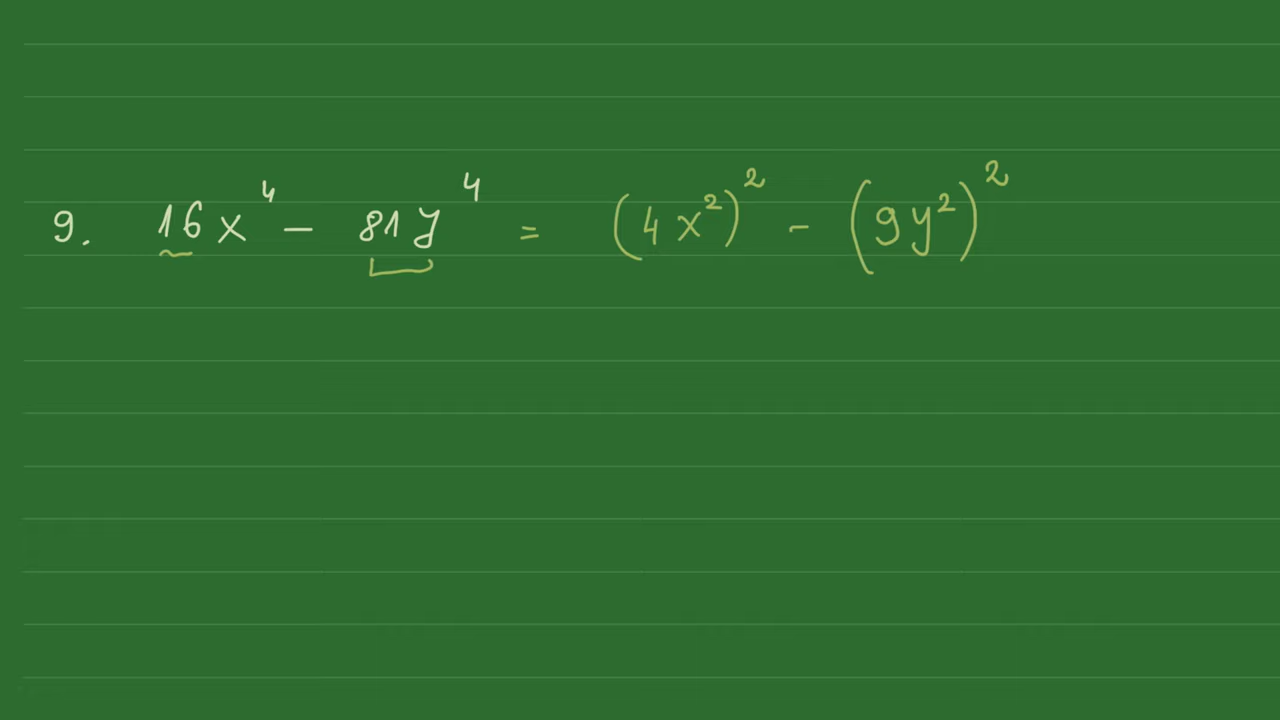 9. 16x⁴ - 81y⁴ = (4x²)² - (9y²)²